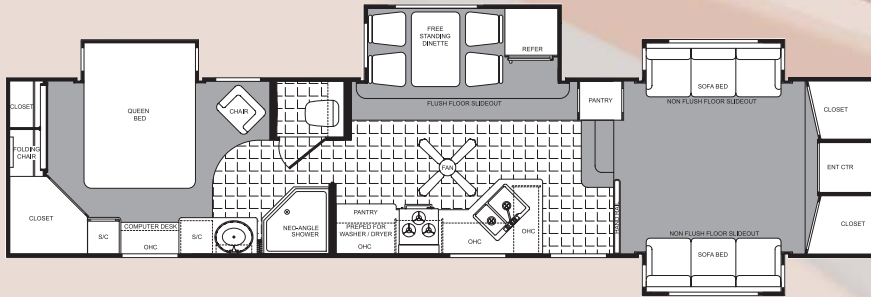 CLOSET
FOLDING
CHAIR
CLOSET
QUEEN
BED
CHAIR
S/C
COMPUTER DESK
OHC
S/C
NEO-ANGLE
SHOWER
FREE
STANDING
DINETTE
REFER
FLUSH FLOOR SLIDEOUT
PANTRY
FAN
PANTRY
PREPED FOR
WASHER / DRYER
OHC
OHC
OHC
HAND RAIL
SOFA BED
NON FLUSH FLOOR SLIDEOUT
NON FLUSH FLOOR SLIDEOUT
SOFA BED
CLOSET
ENT CTR
CLOSET